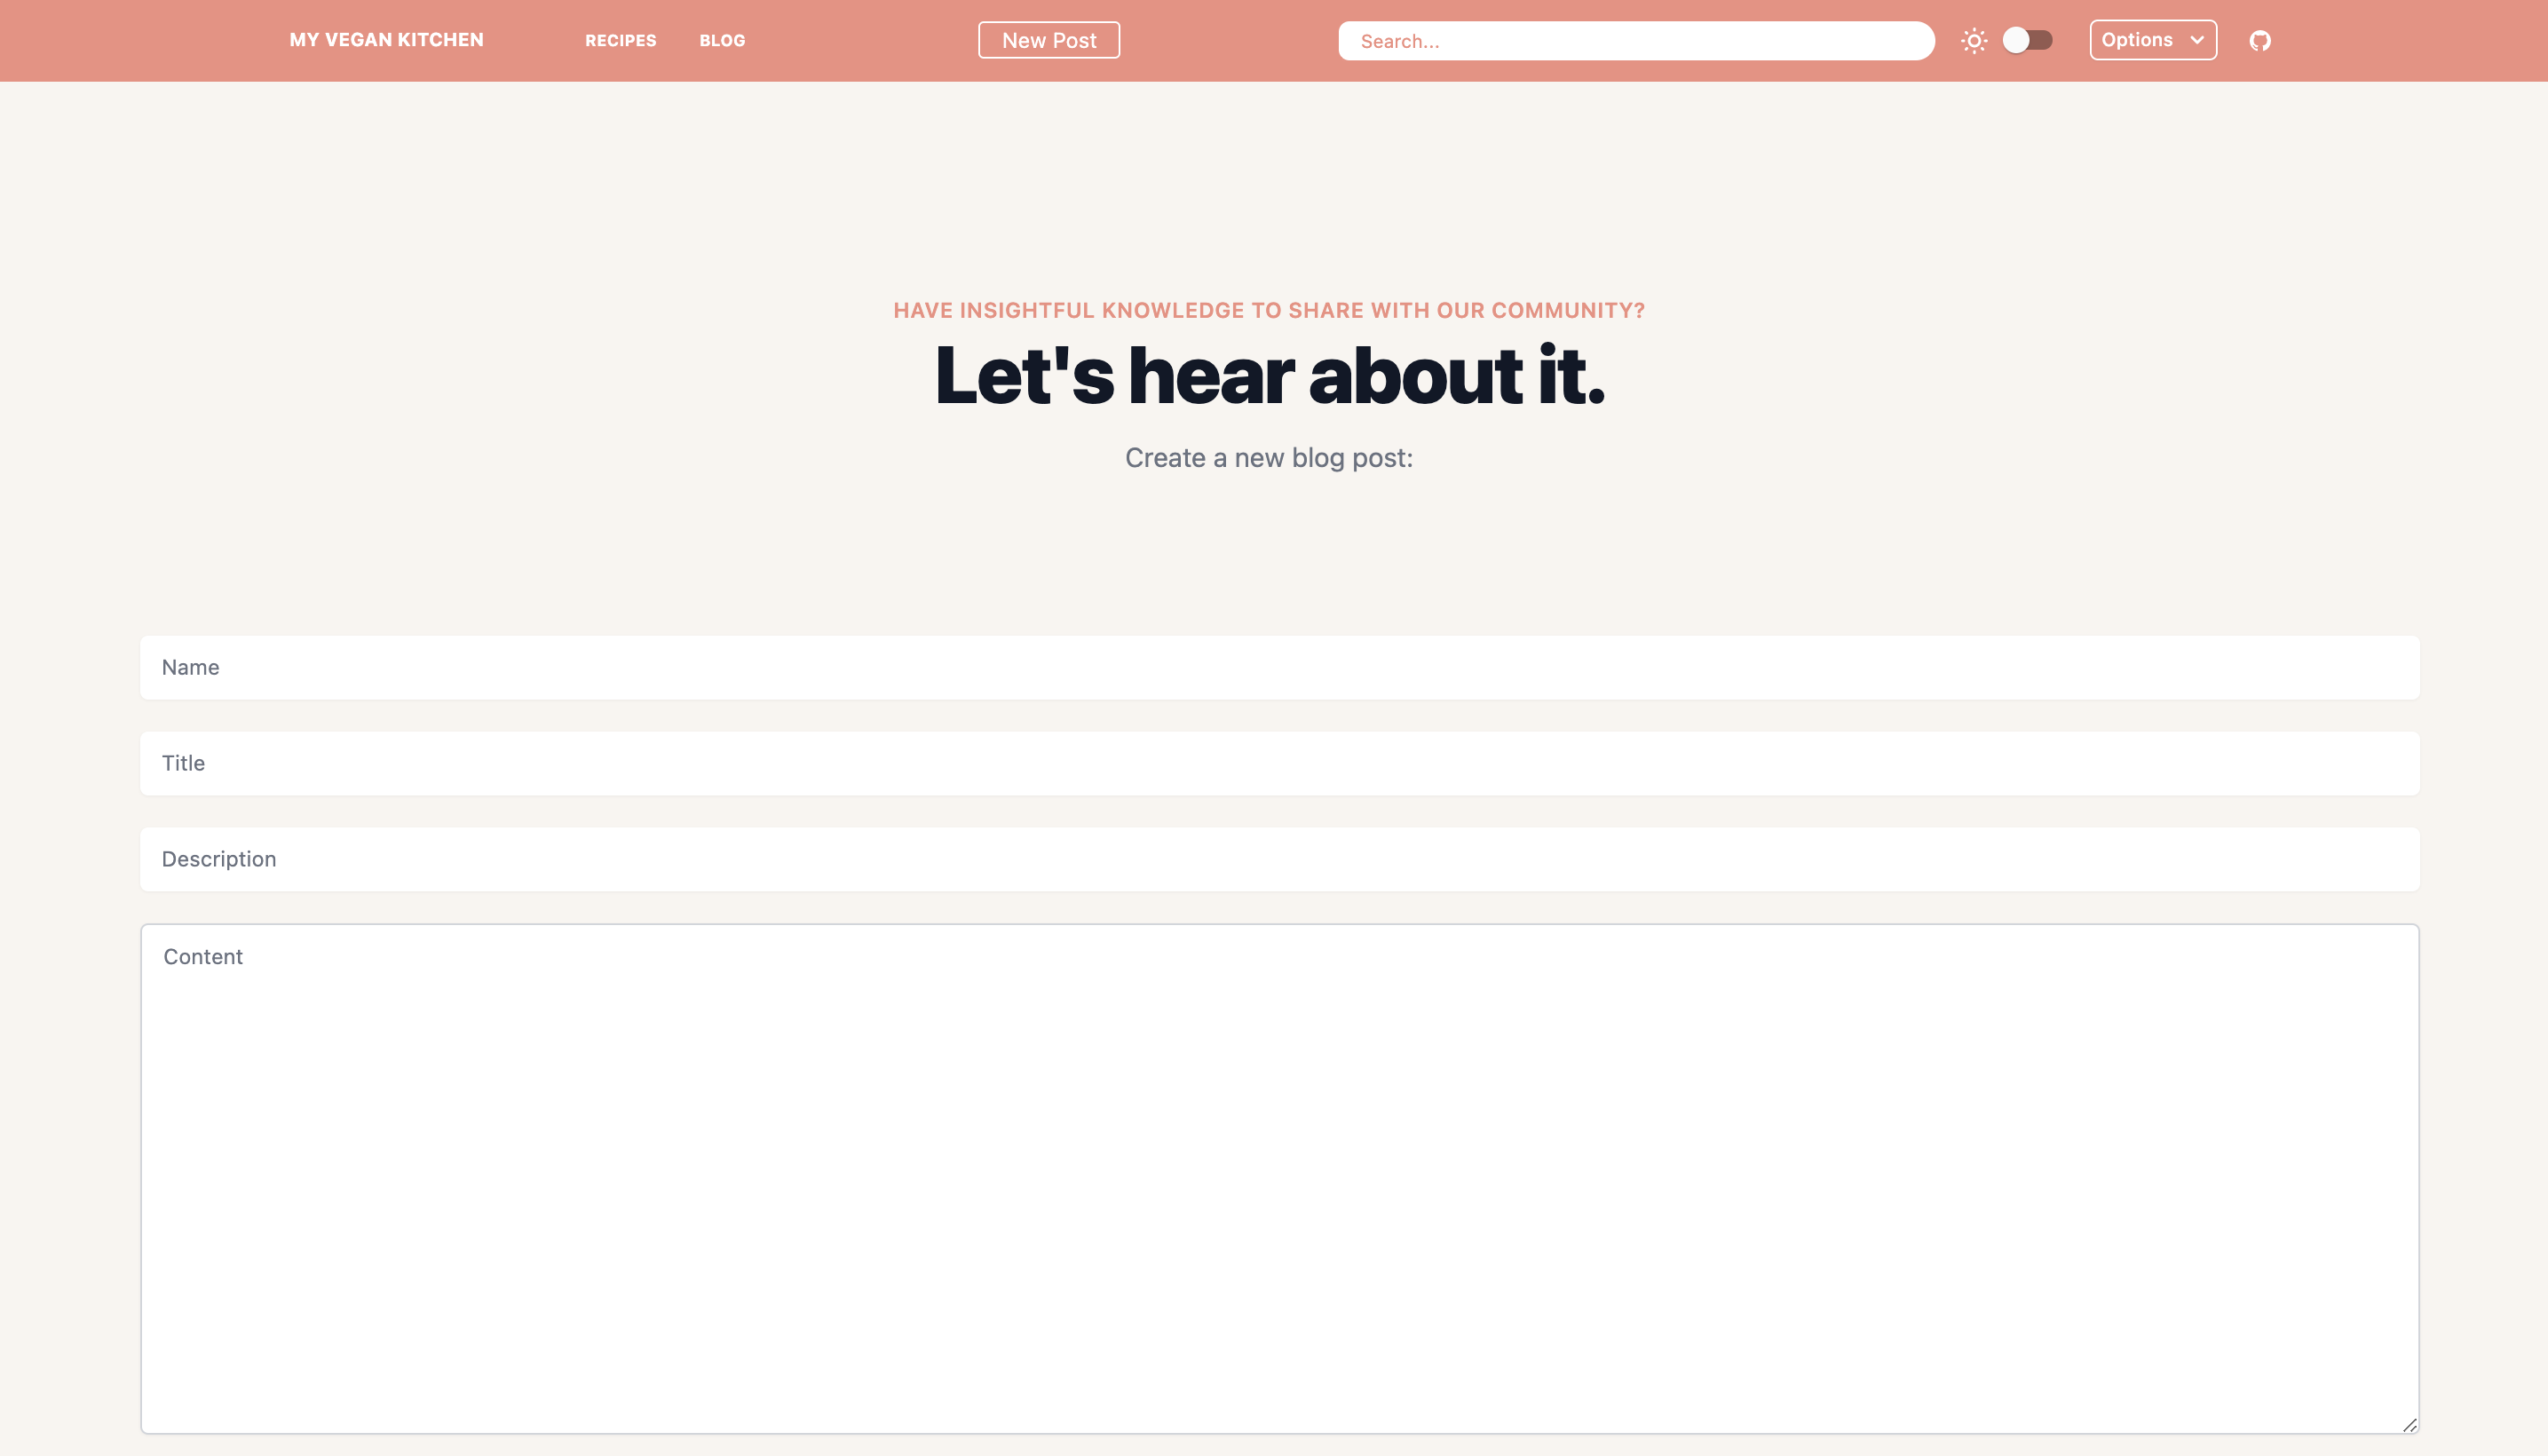 MY VEGAN KITCHEN RECIPES BLOG New Post Search... Options
HAVE INSIGHTFUL KNOWLEDGE TO SHARE WITH OUR COMMUNITY?
Let's hear about it.
Create a new blog post:
Name
Title
Description
Content